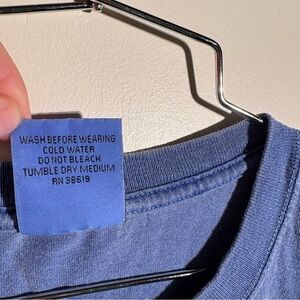 WASH BEFORE WEARING
COLD WATER
DO NOT BLEACH
TUMBLE DRY MEDIUM
RN 38619